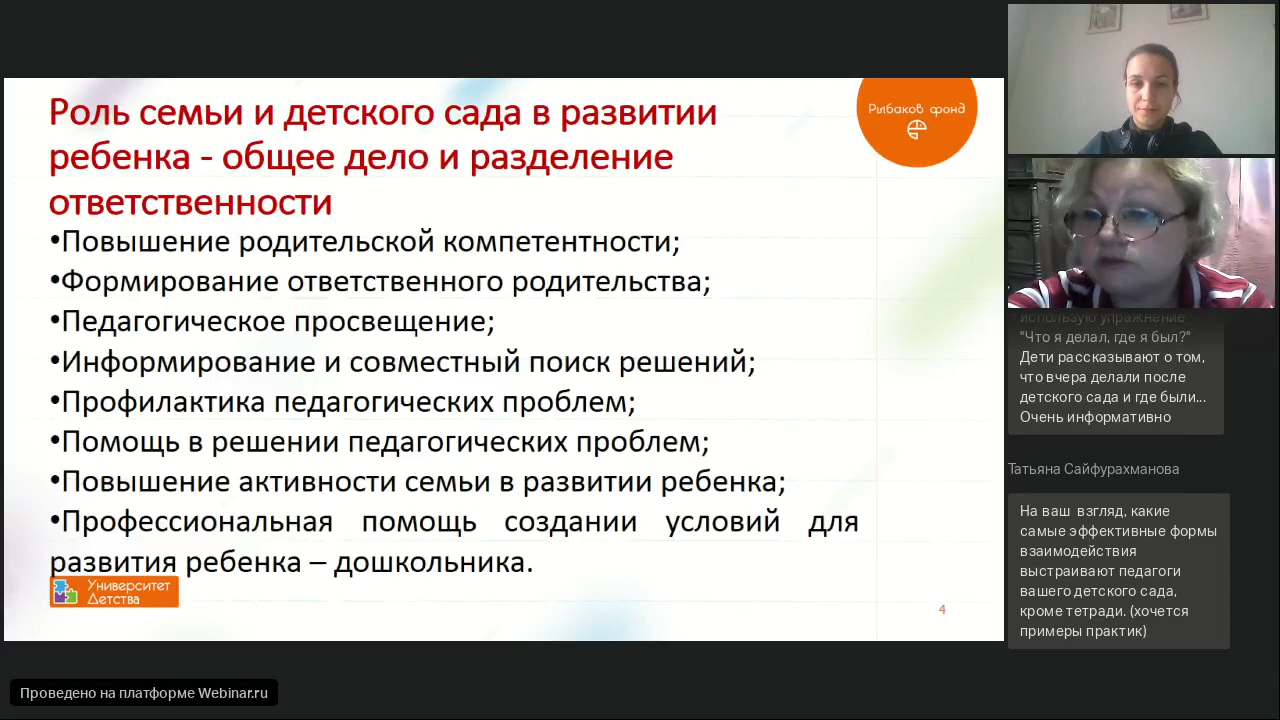 Роль семьи и детского сада в развитии
ребенка - общее дело и разделение
ответственности
•Повышение родительской компетентности;
•Формирование ответственного родительства;
•Педагогическое просвещение;
•Информирование и совместный поиск решений;
•Профилактика педагогических проблем;
•Помощь в решении педагогических проблем;
•Повышение активности семьи в развитии ребенка;
•Профессиональная помощь создании условий для
развития ребенка – дошкольника.
Рыбаков фонд
Университет
Детства
4
использую упражнение
"Что я делал, где я был?"
Дети рассказывают о том,
что вчера делали после
детского сада и где были...
Очень информативно
Татьяна Сайфурахманова
На ваш взгляд, какие
самые эффективные формы
взаимодействия
выстраивают педагоги
вашего детского сада,
кроме тетради. (хочется
примеры практик)
Проведено на платформе Webinar.ru